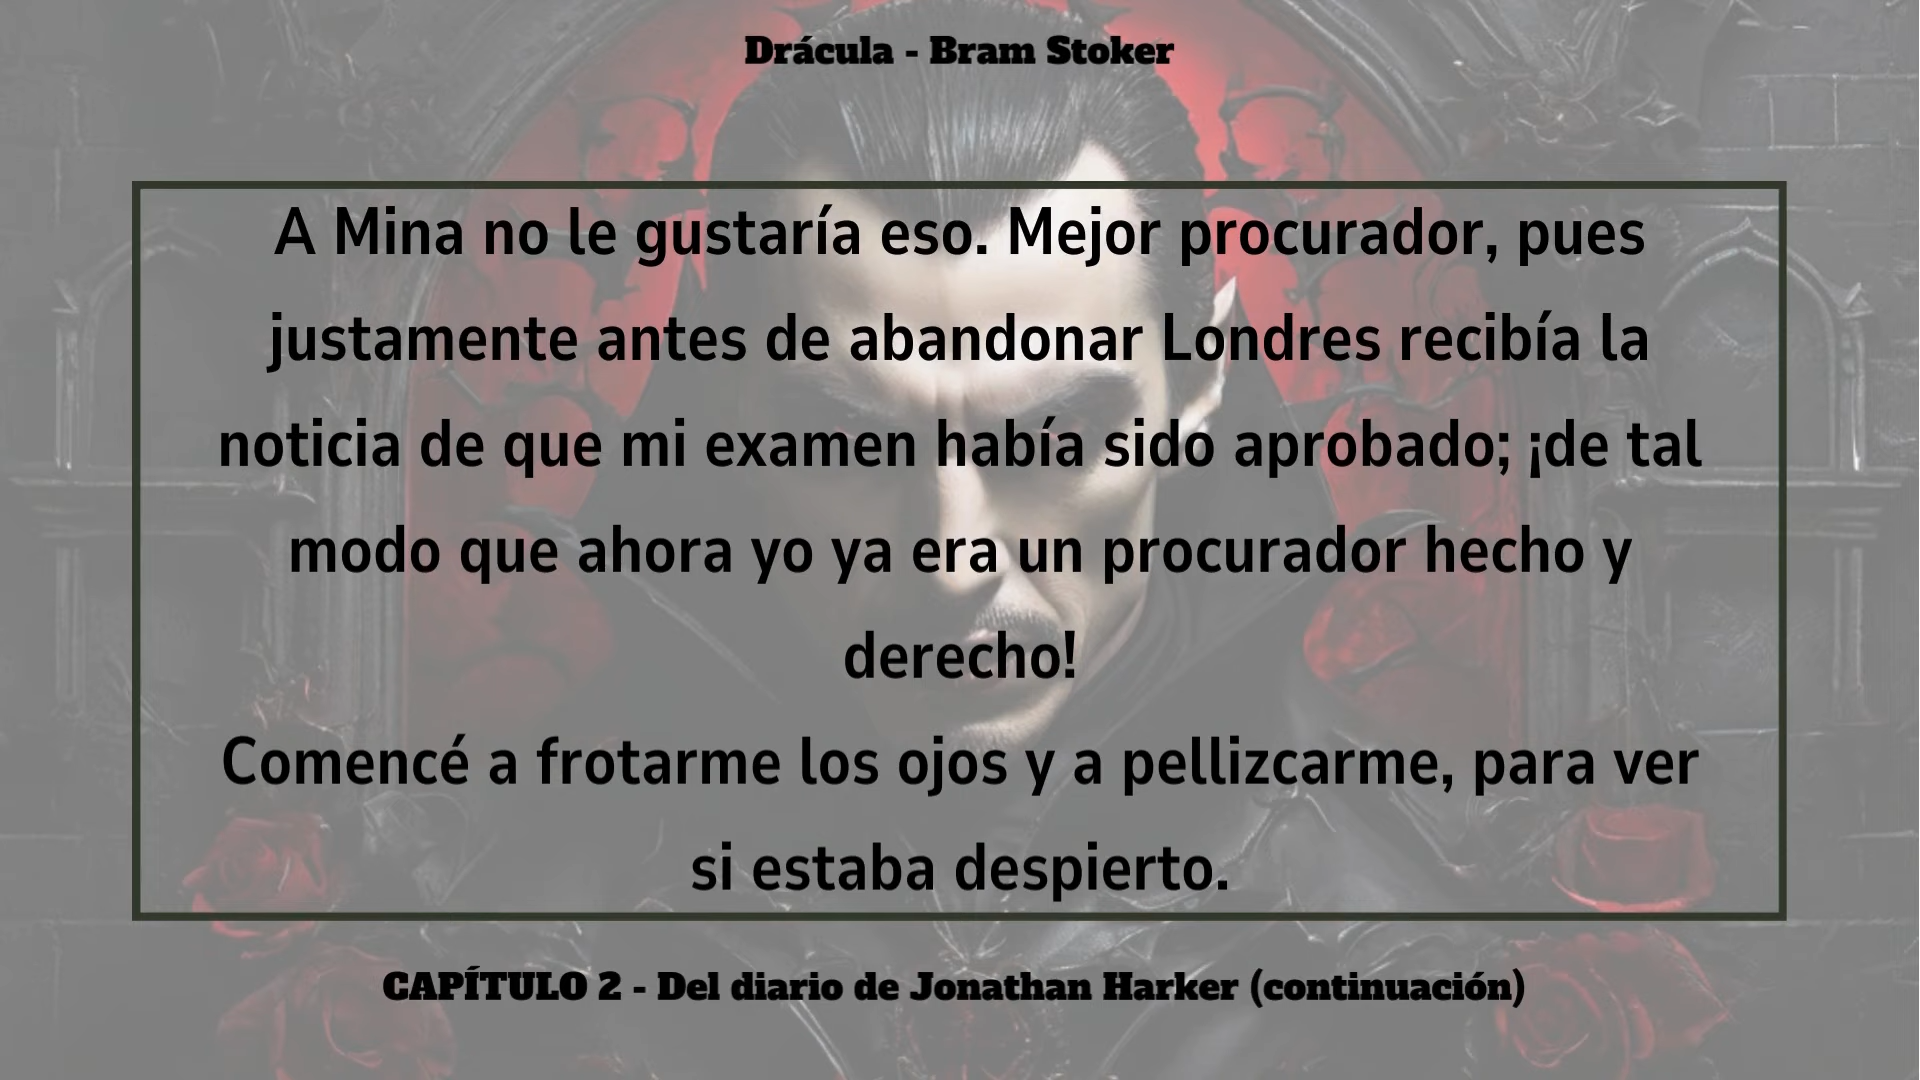 Drácula - Bram Stoker
A Mina no le gustaría eso. Mejor procurador, pues
justamente antes de abandonar Londres recibía la
noticia de que mi examen había sido aprobado; ¡de tal
modo que ahora yo ya era un procurador hecho y
derecho!
Comencé a frotarme los ojos y a pellizcarme, para ver
si estaba despierto.
CAPÍTULO 2 - Del diario de Jonathan Harker (continuación)